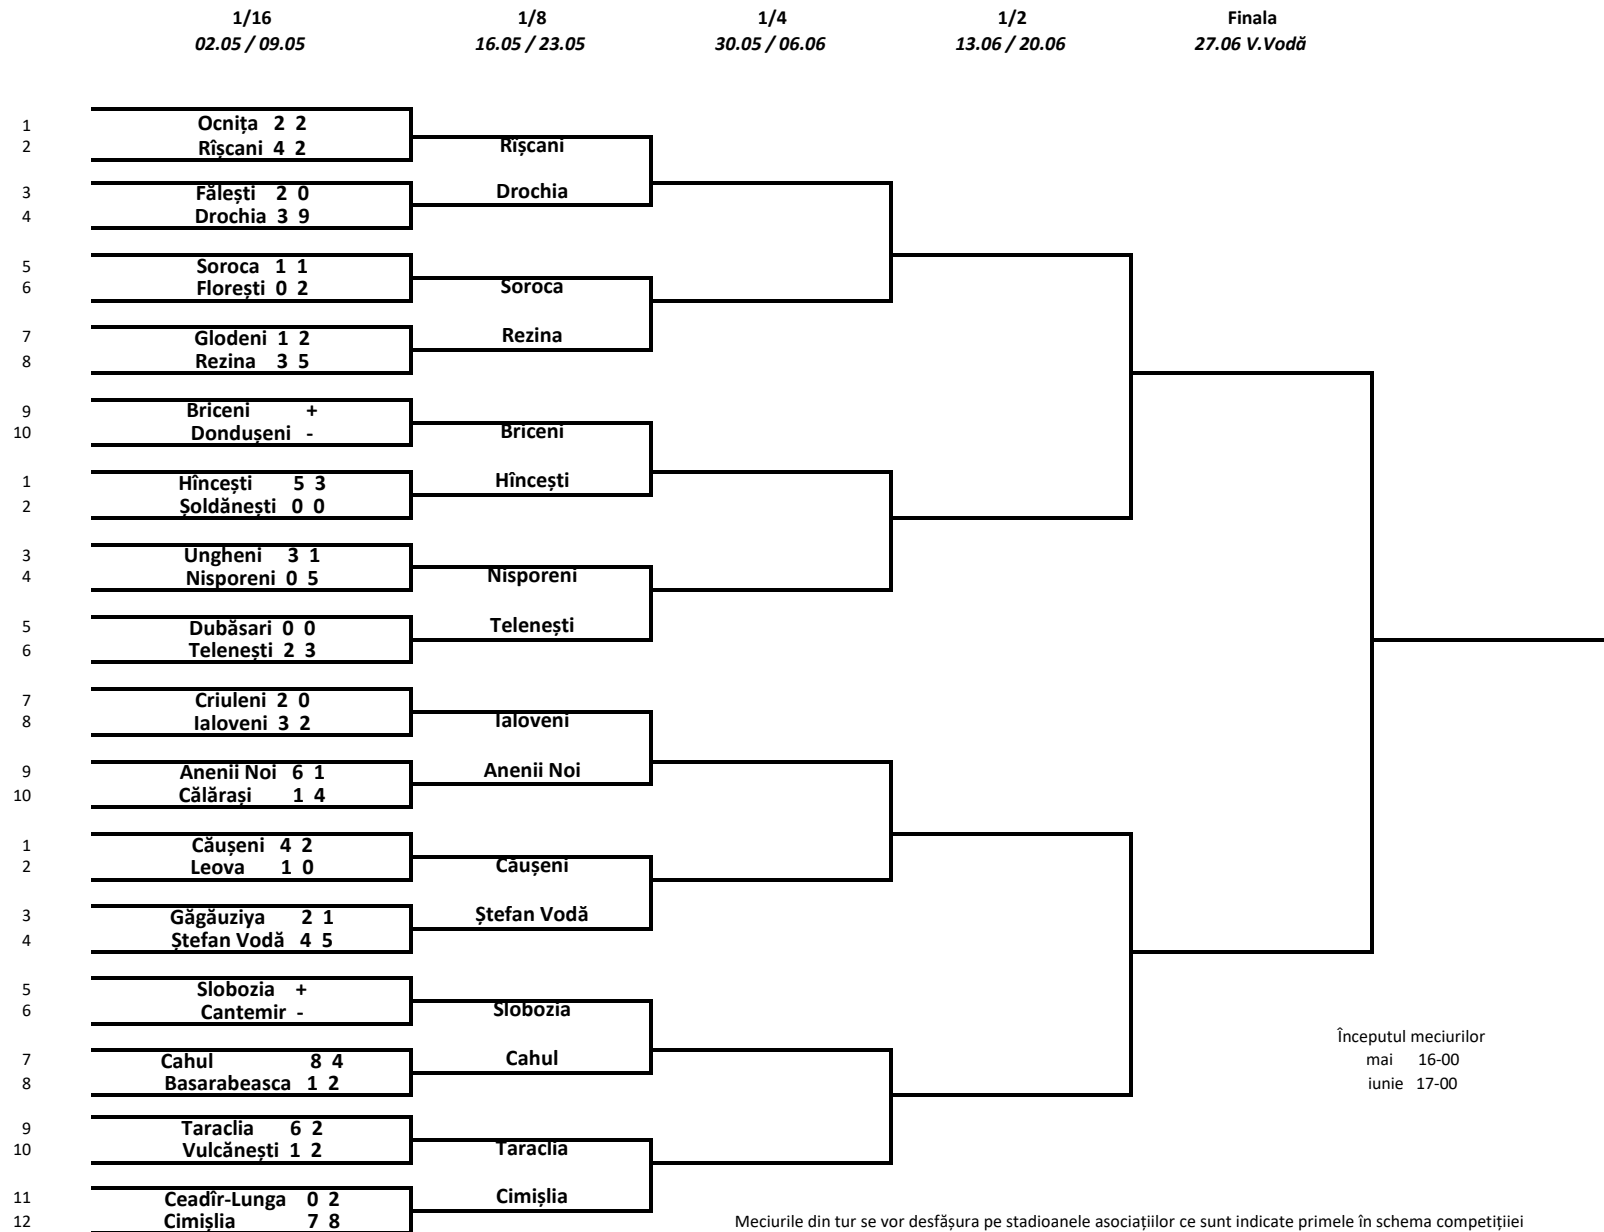 1/16 1/8 1/4 1/2 Finala
02.05 / 09.05 16.05 / 23.05 30.05 / 06.06 13.06 / 20.06 27.06 V.Vodă
1 Ocnița 2 2
2 Rîșcani 4 2 Rîșcani
3 Fălești 2 0 Drochia
4 Drochia 3 9
5 Soroca 1 1
6 Florești 0 2 Soroca
7 Glodeni 1 2 Rezina
8 Rezina 3 5
9 Briceni +
10 Dondușeni - Briceni
1 Hîncești 5 3 Hîncești
2 Șoldănești 0 0
3 Ungheni 3 1
4 Nisporeni 0 5 Nisporeni
5 Dubăsari 0 0 Telenești
6 Telenești 2 3
7 Criuleni 2 0
8 Ialoveni 3 2 Ialoveni
9 Anenii Noi 6 1 Anenii Noi
10 Călărași 1 4
1 Căușeni 4 2
2 Leova 1 0 Căușeni
3 Găgăuziya 2 1 Ștefan Vodă
4 Ștefan Vodă 4 5
5 Slobozia +
6 Cantemir - Slobozia
Începutul meciurilor
7 Cahul 8 4 Cahul mai 16-00
8 Basarabeasca 1 2 iunie 17-00
9 Taraclia 6 2
10 Vulcănești 1 2 Taraclia
11 Ceadîr-Lunga 0 2 Cimișlia
12 Cimișlia 7 8 Meciurile din tur se vor desfășura pe stadioanele asociațiilor ce sunt indicate primele în schema competițiiei